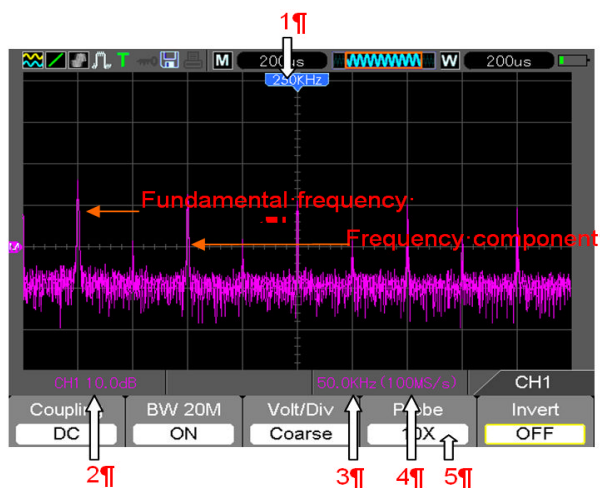 1¶
T M 200us W 200us
250KHz
Fundamental·frequency·
Frequency·component
CH1 10.0dB 50.0KHz (100MS/s) CH1
Coupling BW 20M Volt/Div Probe Invert
DC ON Coarse 10X OFF
2¶ 3¶ 4¶ 5¶